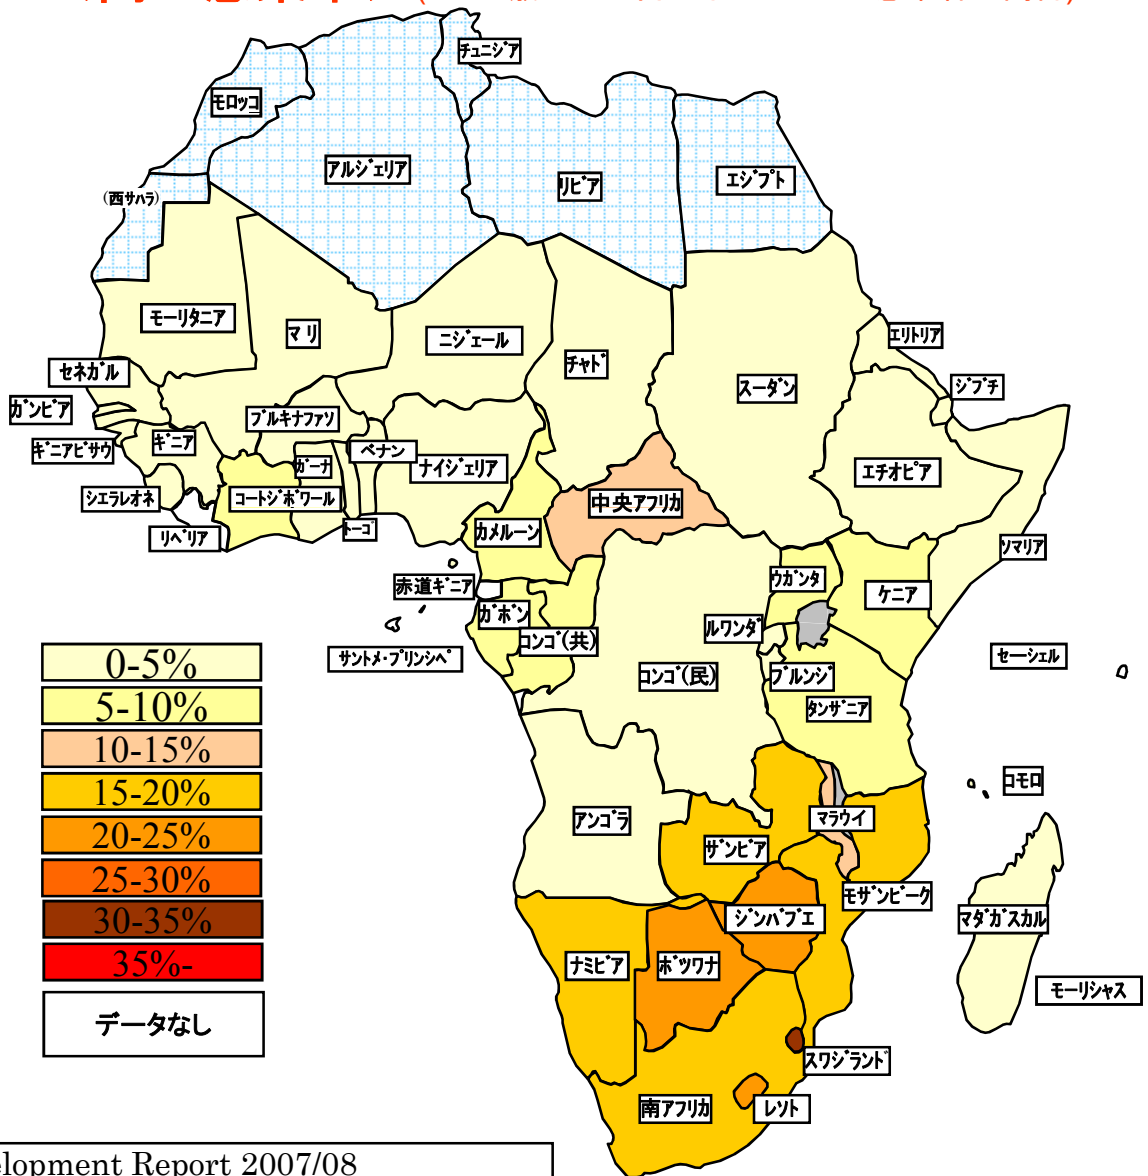 チュニジア
モロッコ
アルジェリア
リビア
エジプト
(西サハラ)
モーリタニア
マリ
ニジェール
チャド
スーダン
エリトリア
ジブチ
セネガル
ガンビア
ギニアビサウ
ギニア
ブルキナファソ
ベナン
ガーナ
ナイジェリア
エチオピア
シエラレオネ
コートジボワール
中央アフリカ
リベリア
トーゴ
カメルーン
ソマリア
赤道ギニア
ガボン
コンゴ(共)
ウガンダ
ケニア
ルワンダ
サントメ・プリンシペ
コンゴ(民)
ブルンジ
タンザニア
セーシェル
コモロ
アンゴラ
マラウイ
ザンビア
モザンビーク
ジンバブエ
マダガスカル
ナミビア
ボツワナ
モーリシャス
スワジランド
南アフリカ
レソト
0-5%
5-10%
10-15%
15-20%
20-25%
25-30%
30-35%
35%-
データなし
elopment Report 2007/08